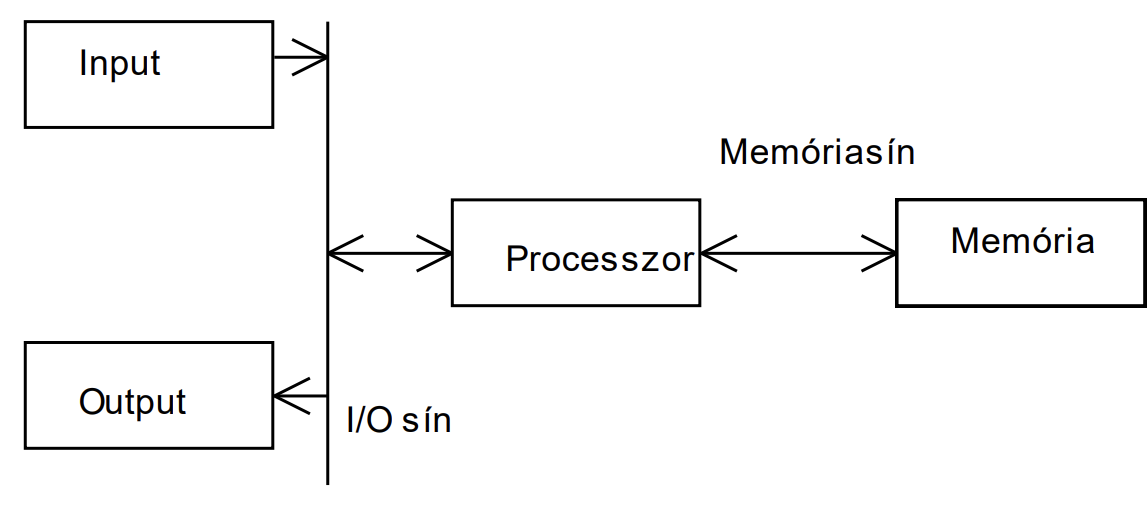 Input
Memóriasín
Processzor
Memória
Output
I/O sín